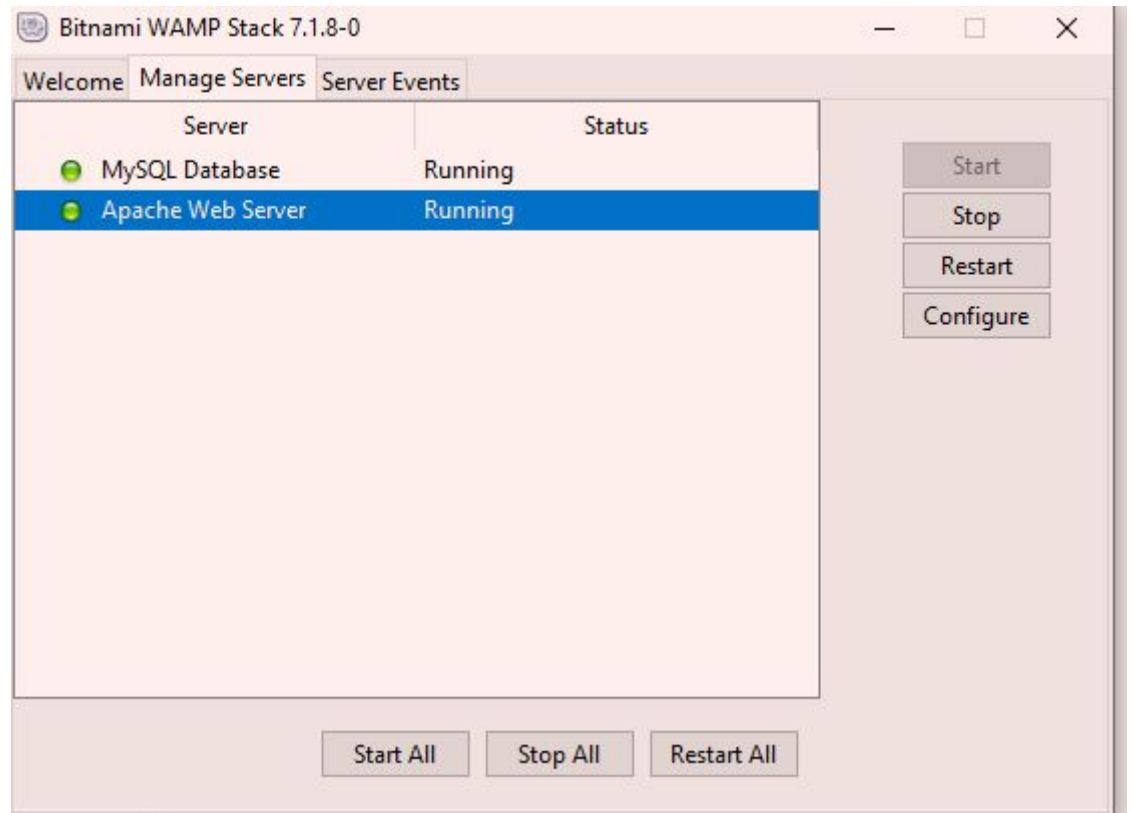 Bitnami WAMP Stack 7.1.8-0
Welcome Manage Servers Server Events
Server Status
MySQL Database Running
Apache Web Server Running
Start
Stop
Restart
Configure
Start All Stop All Restart All